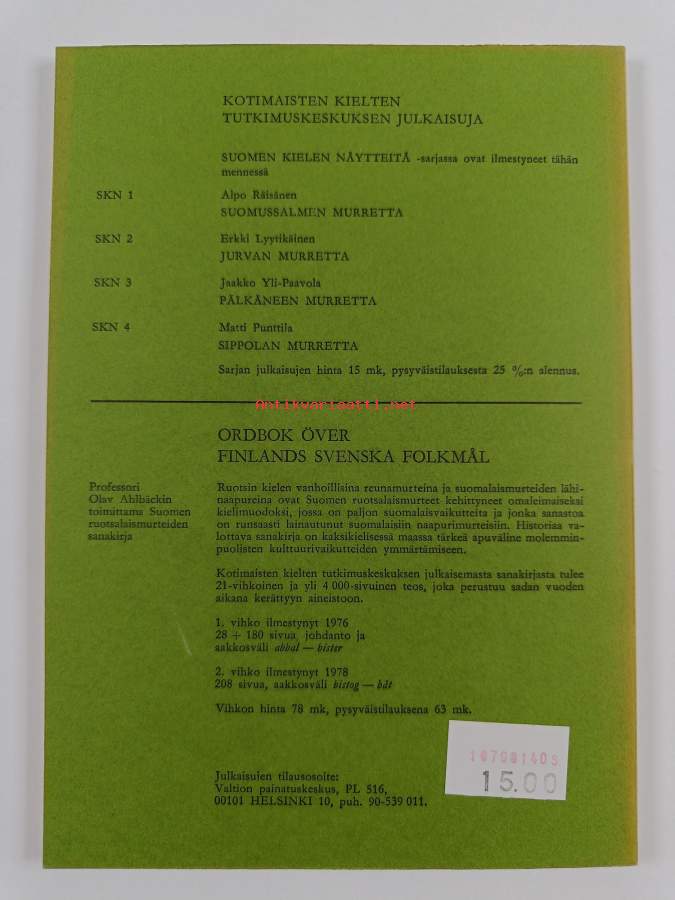 KOTIMAISTEN KIELTEN
TUTKIMUSKESKUKSEN JULKAISUJA
SUOMEN KIELEN NÄYTTEITÄ -sarjassa ovat ilmestyneet tähän
mennessä
SKN 1 Alpo Räisänen
SUOMUSSALMEN MURRETTA
SKN 2 Erkki Lyytikäinen
JURVAN MURRETTA
SKN 3 Jaakko Yli-Paavola
PÄLKÄNEEN MURRETTA
SKN 4 Matti Punttila
SIPPOLAN MURRETTA
Sarjan julkaisujen hinta 15 mk, pysyväistilauksesta 25 %:n alennus.
Antikvariaatti.net
ORDBOK ÖVER
FINLANDS SVENSKA FOLKMÅL
Professori
Olav Ahlbäckin
toimittama Suomen
ruotsalaismurteiden
sanakirja
Ruotsin kielen vanhoillisina reunamurteina ja suomalaismurteiden lähi-
naapureina ovat Suomen ruotsalaismurteet kehittyneet omaleimaiseksi
kielimuodoksi, jossa on paljon suomalaisvaikutteita ja jonka sanastoa
on runsaasti lainautunut suomalaisiin naapurimurteisiin. Historiaa va-
lottava sanakirja on kaksikielisessä maassa tärkeä apuväline molemmin-
puolisten kulttuurivaikutteiden ymmärtämiseen.
Kotimaisten kielten tutkimuskeskuksen julkaisemasta sanakirjasta tulee
21-vihkoinen ja yli 4 000-sivuinen teos, joka perustuu sadan vuoden
aikana kerättyyn aineistoon.
1. vihko ilmestynyt 1976
28 + 180 sivua, johdanto ja
aakkosväli abbal — bister
2. vihko ilmestynyt 1978
208 sivua, aakkosväli bistog — båt
Vihkon hinta 78 mk, pysyväistilauksena 63 mk.
Julkaisujen tilausosoite:
Valtion painatuskeskus, PL 516,
00101 HELSINKI 10, puh. 90-539 011.
107081405
15.00